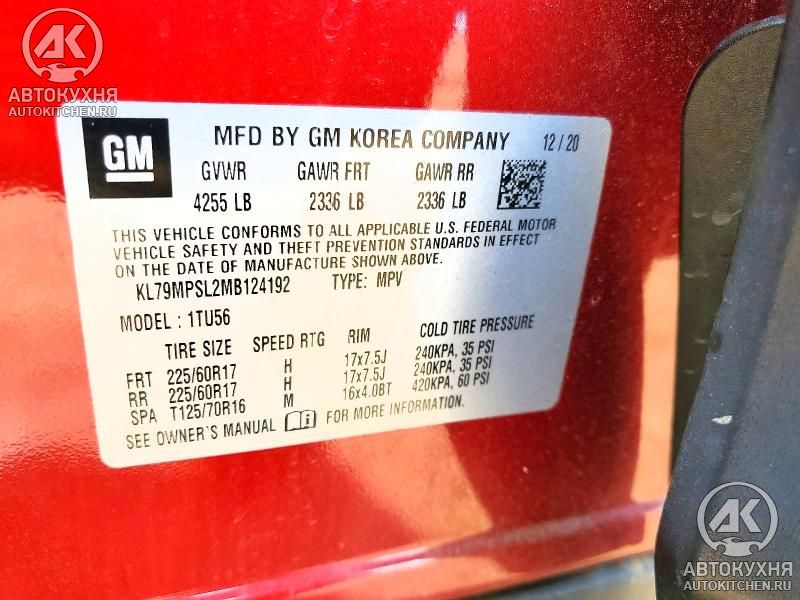 AK
АВТОКУХНЯ
AUTOKITCHEN.RU
GM
MFD BY GM KOREA COMPANY 12/20
GVWR GAWR FRT GAWR RR
4255 LB 2336 LB 2336 LB
THIS VEHICLE CONFORMS TO ALL APPLICABLE U.S. FEDERAL MOTOR
VEHICLE SAFETY AND THEFT PREVENTION STANDARDS IN EFFECT
ON THE DATE OF MANUFACTURE SHOWN ABOVE.
KL79MPSL2MB124192 TYPE: MPV
MODEL : 1TU56
TIRE SIZE SPEED RTG RIM COLD TIRE PRESSURE
FRT 225/60R17 H 17x7.5J 240KPA, 35 PSI
RR 225/60R17 H 17x7.5J 240KPA, 35 PSI
SPA T125/70R16 M 16x4.0BT 420KPA, 60 PSI
SEE OWNER'S MANUAL FOR MORE INFORMATION.
AK
АВТОКУХНЯ
AUTOKITCHEN.RU